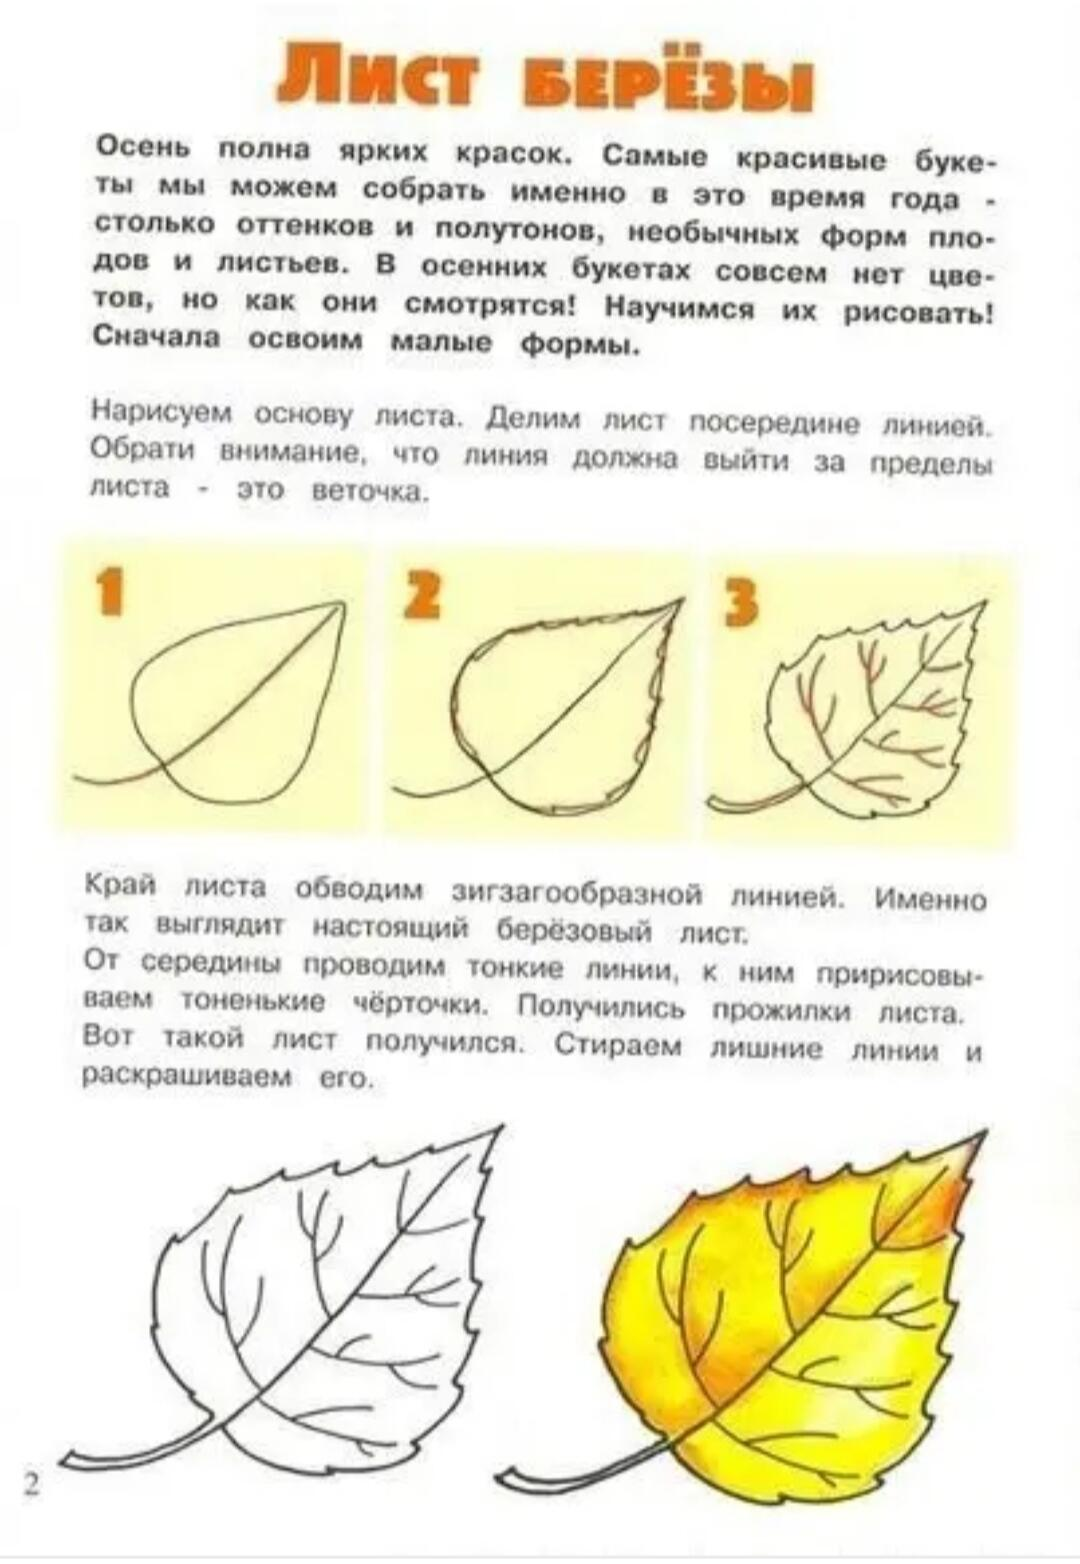 Лист берёзы
Осень полна ярких красок. Самые красивые буке-
ты мы можем собрать именно в это время года -
столько оттенков и полутонов, необычных форм пло-
дов и листьев. В осенних букетах совсем нет цве-
тов, но как они смотрятся! Научимся их рисовать!
Сначала освоим малые формы.
Нарисуем основу листа. Делим лист посередине линией.
Обрати внимание, что линия должна выйти за пределы
листа - это веточка.
1 2 3
Край листа обводим зигзагообразной линией. Именно
так выглядит настоящий берёзовый лист.
От середины проводим тонкие линии, к ним пририсовы-
ваем тоненькие чёрточки. Получились прожилки листа.
Вот такой лист получился. Стираем лишние линии и
раскрашиваем его.
2